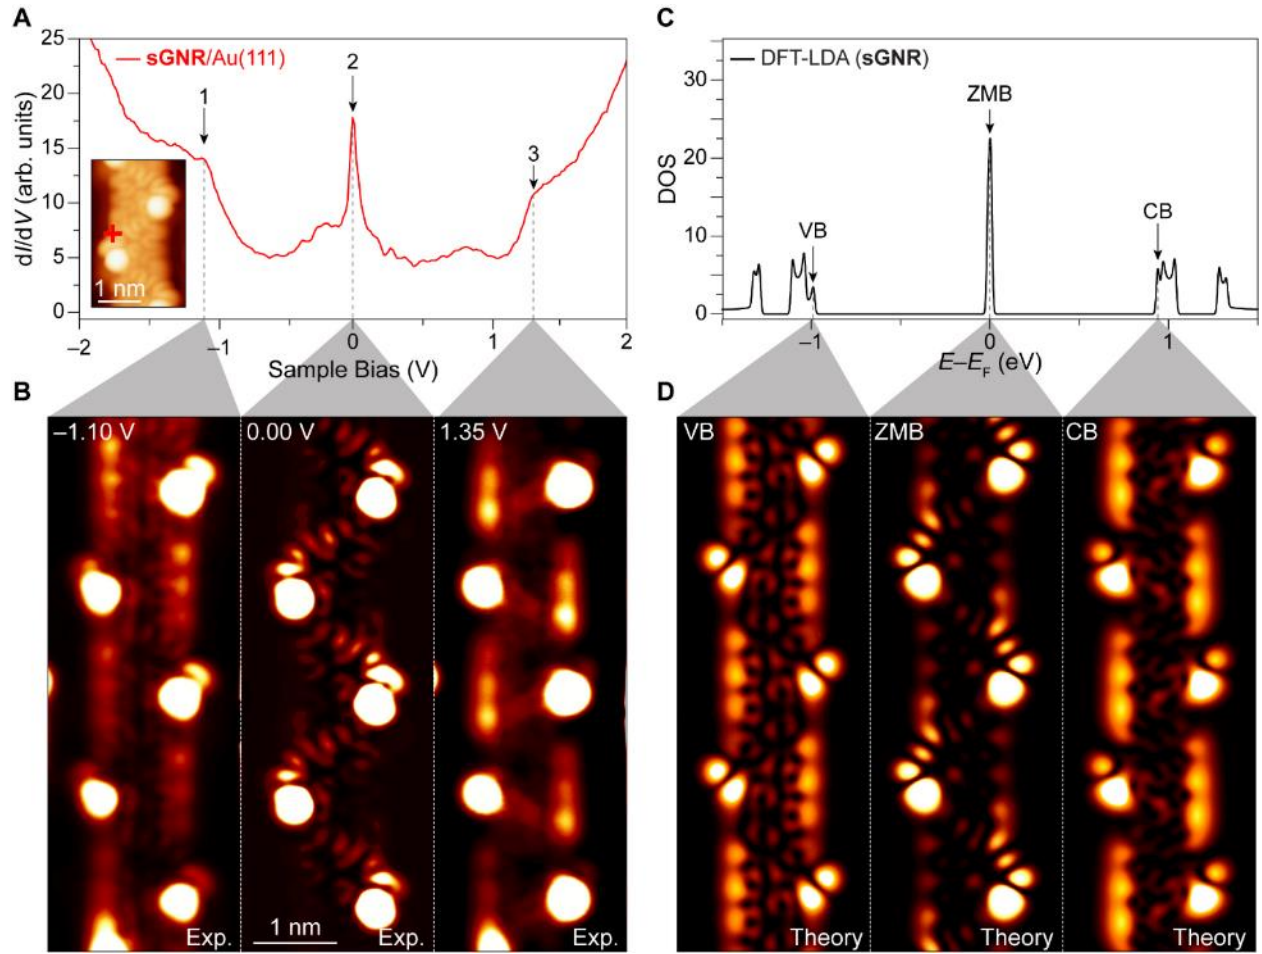 A
25
20
15
10
5
0
dI/dV (arb. units)
sGNR/Au(111)
1
2
3
1 nm
−2
−1
0
1
2
Sample Bias (V)
C
30
20
10
0
DOS
DFT-LDA (sGNR)
ZMB
VB
CB
−1
0
1
E–EF (eV)
B
–1.10 V
0.00 V
1.35 V
1 nm
Exp.
Exp.
Exp.
D
VB
ZMB
CB
Theory
Theory
Theory